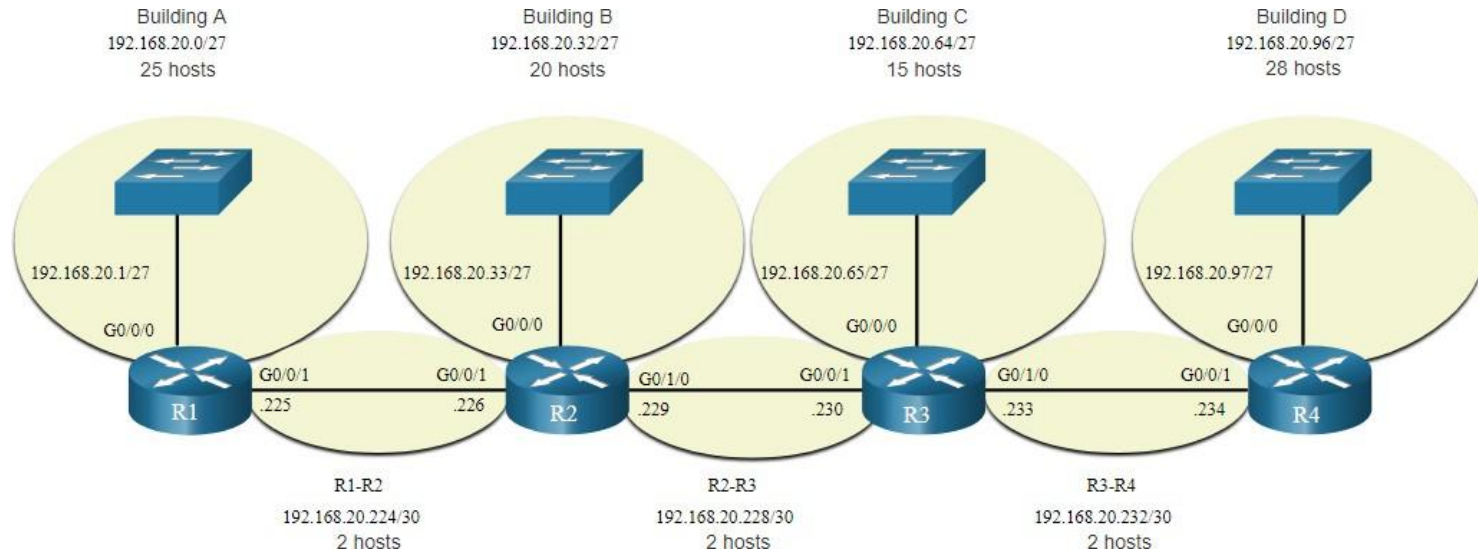 Building A
192.168.20.0/27
25 hosts
Building B
192.168.20.32/27
20 hosts
Building C
192.168.20.64/27
15 hosts
Building D
192.168.20.96/27
28 hosts
192.168.20.1/27
192.168.20.33/27
192.168.20.65/27
192.168.20.97/27
G0/0/0
G0/0/0
G0/0/0
G0/0/0
R1
G0/0/1
.225
G0/0/1
.226
R2
G0/1/0
.229
G0/0/1
.230
R3
G0/1/0
.233
G0/0/1
.234
R4
R1-R2
192.168.20.224/30
2 hosts
R2-R3
192.168.20.228/30
2 hosts
R3-R4
192.168.20.232/30
2 hosts